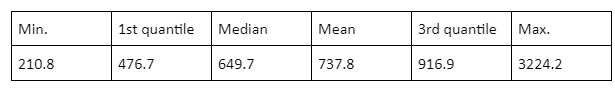 Min. 1st quantile Median Mean 3rd quantile Max.
210.8 476.7 649.7 737.8 916.9 3224.2